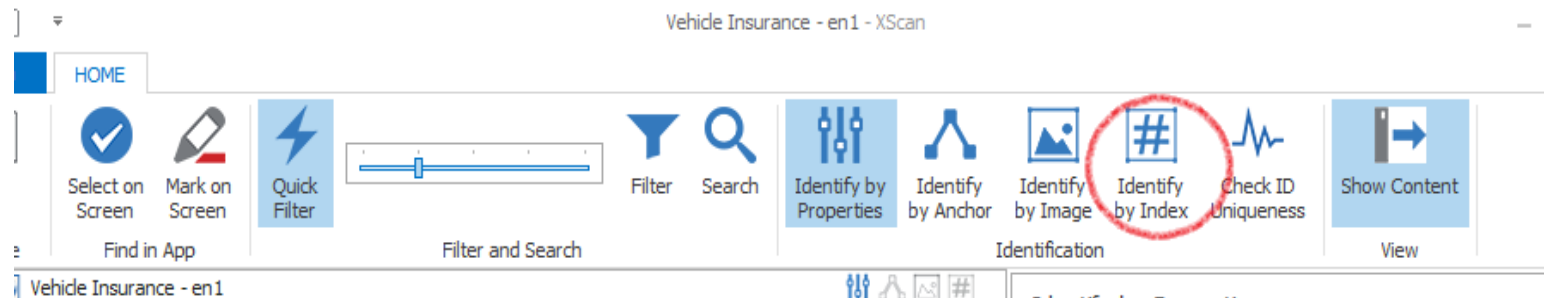 Vehicle Insurance - en1 - XScan
HOME
Select on
Screen
Mark on
Screen
Quick
Filter
Filter
Search
Identify by
Properties
Identify
by Anchor
Identify
by Image
Identify
by Index
Check ID
Uniqueness
Show Content
Find in App
Filter and Search
Identification
View
Vehicle Insurance - en1